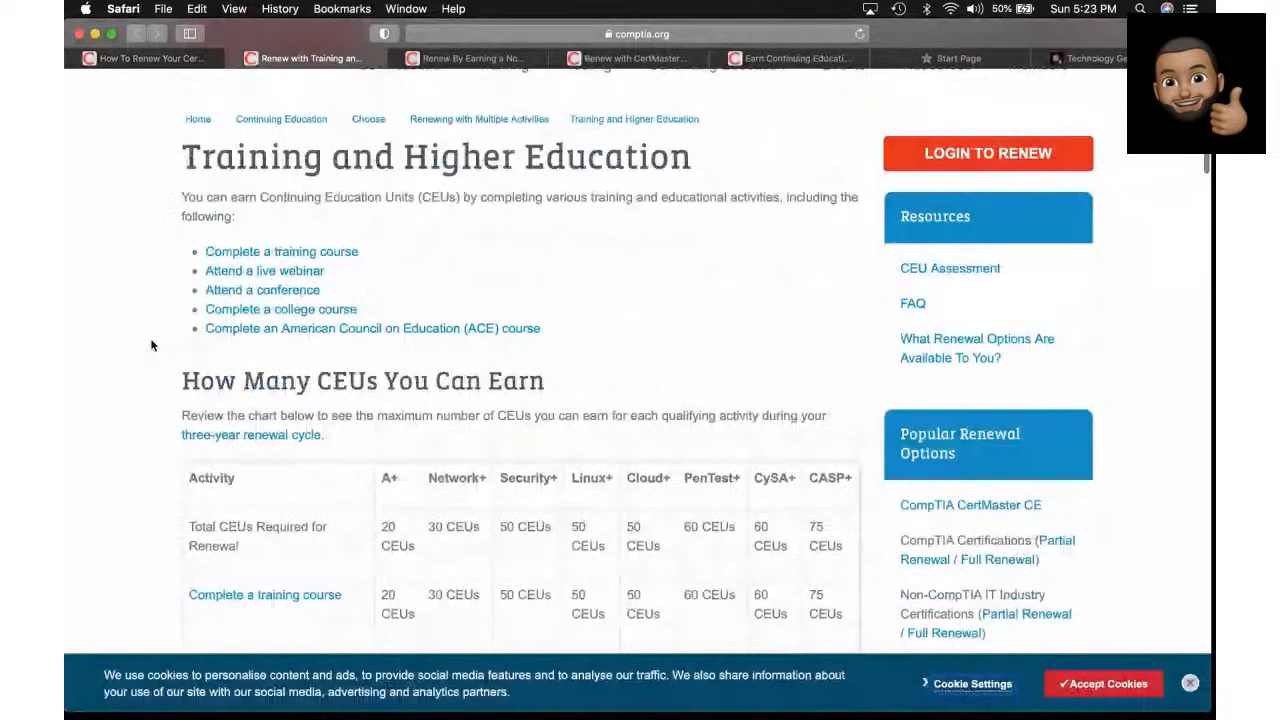 Safari File Edit View History Bookmarks Window Help 50% Sun 5:23 PM
comptia.org
How To Renew Your Cer... Renew with Training an... Renew By Earning a No... Renew with CertMaster... Earn Continuing Educati... Start Page Technology Ge
Home Continuing Education Choose Renewing with Multiple Activities Training and Higher Education
Training and Higher Education
You can earn Continuing Education Units (CEUs) by completing various training and educational activities, including the
following:
• Complete a training course
• Attend a live webinar
• Attend a conference
• Complete a college course
• Complete an American Council on Education (ACE) course
How Many CEUs You Can Earn
Review the chart below to see the maximum number of CEUs you can earn for each qualifying activity during your
three-year renewal cycle.
Activity A+ Network+ Security+ Linux+ Cloud+ PenTest+ CySA+ CASP+
Total CEUs Required for 20 30 CEUs 50 CEUs 50 50 60 CEUs 60 75
Renewal CEUs CEUs CEUs CEUs CEUs
Complete a training course 20 30 CEUs 50 CEUs 50 50 60 CEUs 60 75
CEUs CEUs CEUs CEUs CEUs
LOGIN TO RENEW
Resources
CEU Assessment
FAQ
What Renewal Options Are
Available To You?
Popular Renewal
Options
CompTIA CertMaster CE
CompTIA Certifications (Partial
Renewal / Full Renewal)
Non-CompTIA IT Industry
Certifications (Partial Renewal
/ Full Renewal)
We use cookies to personalise content and ads, to provide social media features and to analyse our traffic. We also share information about
your use of our site with our social media, advertising and analytics partners.
Cookie Settings
✓Accept Cookies